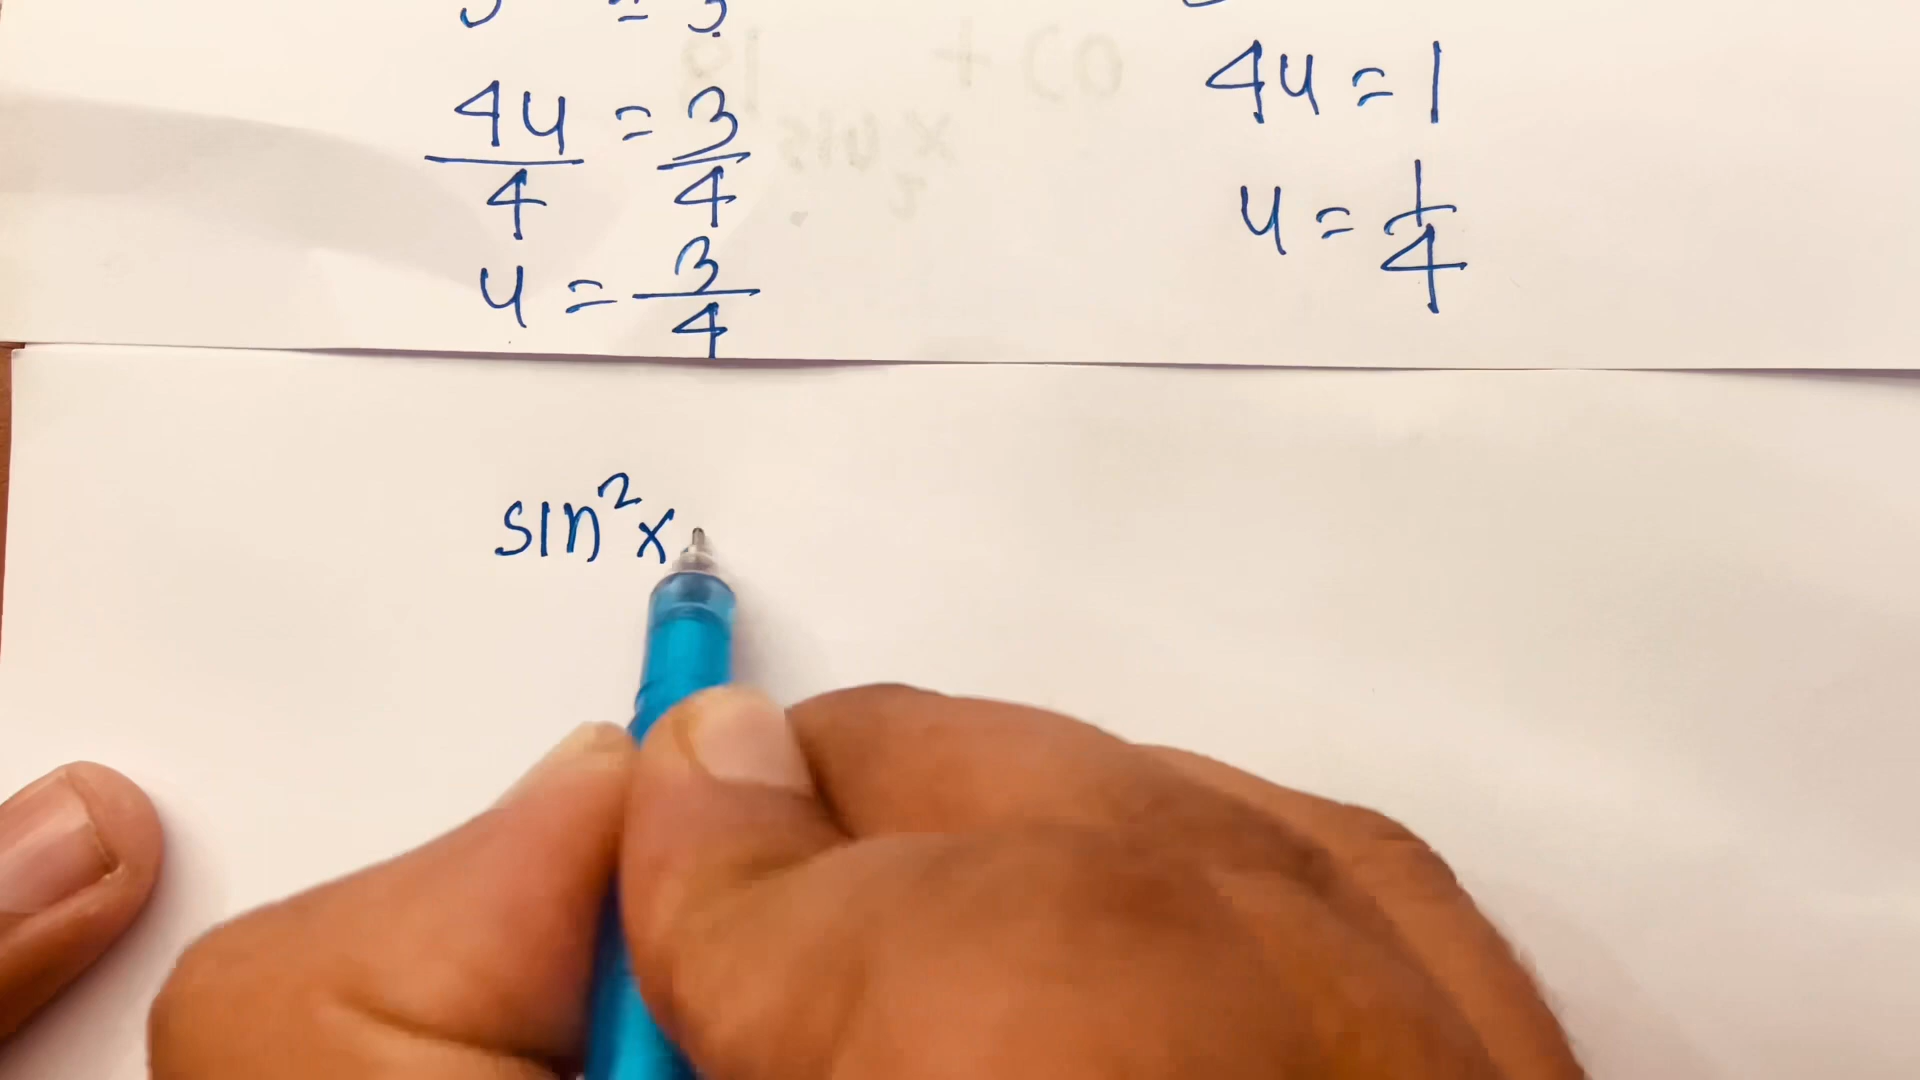 4u/4 = 3/4
u = 3/4
4u = 1
u = 1/4
sin²x